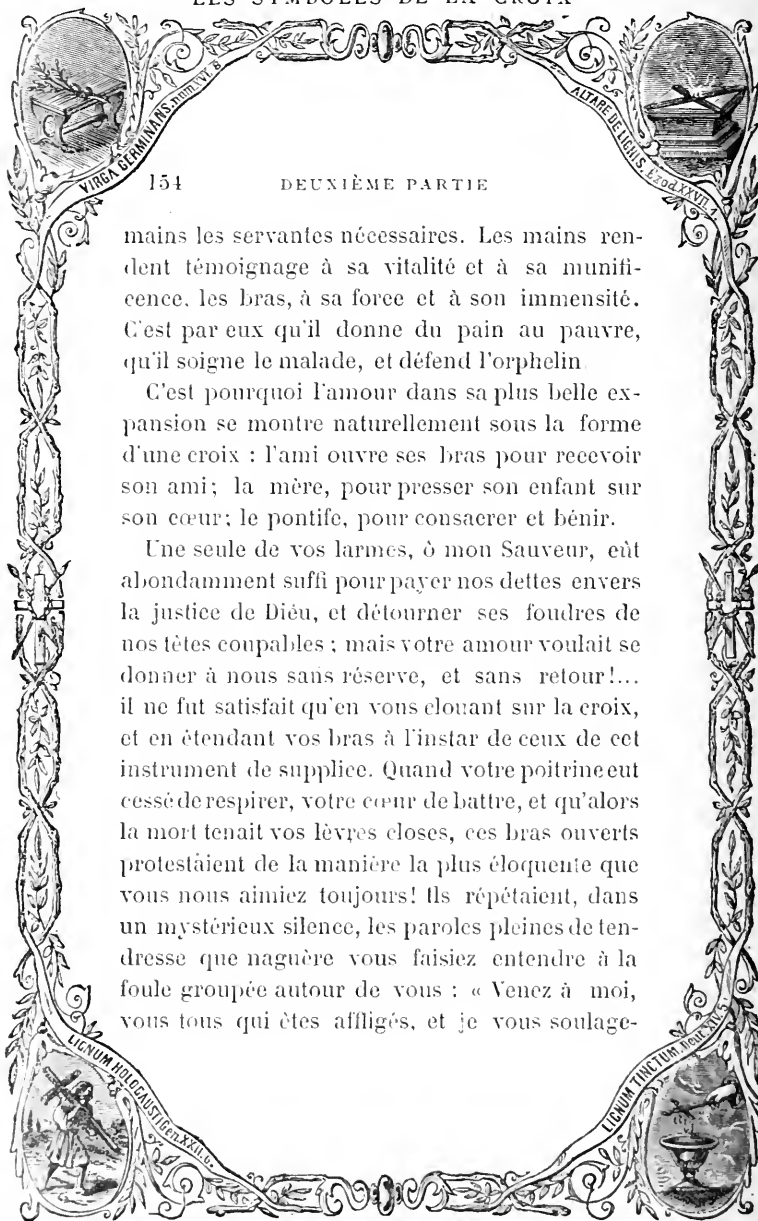 LES SYMBOLES DE LA CROIX
VIRGA GERMINANS. num. XVI. 8
ALTARE DE LIGNIS. Exod. XXVII. 1
154 DEUXIÈME PARTIE
mains les servantes nécessaires. Les mains ren-
dent témoignage à sa vitalité et à sa munifi-
cence, les bras, à sa force et à son immensité.
C'est par eux qu'il donne du pain au pauvre,
qu'il soigne le malade, et défend l'orphelin
C'est pourquoi l'amour dans sa plus belle ex-
pansion se montre naturellement sous la forme
d'une croix : l'ami ouvre ses bras pour recevoir
son ami; la mère, pour presser son enfant sur
son cœur; le pontife, pour consacrer et bénir.
Une seule de vos larmes, ô mon Sauveur, eût
abondamment suffi pour payer nos dettes envers
la justice de Diéu, et détourner ses foudres de
nos têtes coupables ; mais votre amour voulait se
donner à nous sans réserve, et sans retour!...
il ne fut satisfait qu'en vous clouant sur la croix,
et en étendant vos bras à l'instar de ceux de cet
instrument de supplice. Quand votre poitrine eut
cessé de respirer, votre cœur de battre, et qu'alors
la mort tenait vos lèvres closes, ces bras ouverts
protestaient de la manière la plus éloquente que
vous nous aimiez toujours! Ils répétaient, dans
un mystérieux silence, les paroles pleines de ten-
dresse que naguère vous faisiez entendre à la
foule groupée autour de vous : « Venez à moi,
vous tous qui êtes affligés, et je vous soulage-
LIGNUM HOLOCAUSTI Gen. XXII. 6.
LIGNUM TINCTUM. Neut.